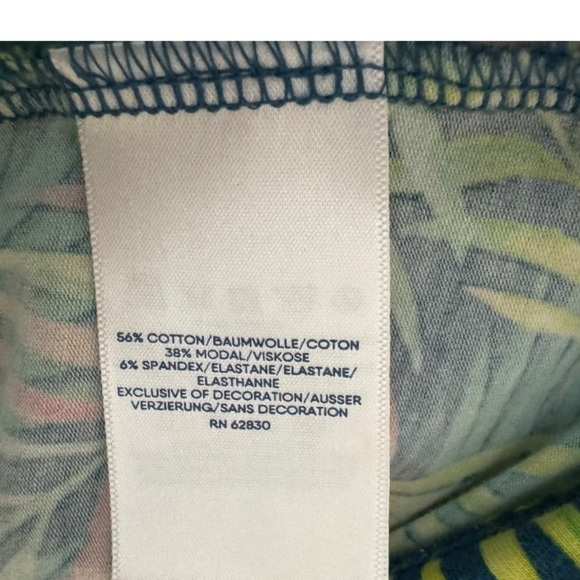 56% COTTON/BAUMWOLLE/COTON
38% MODAL/VISKOSE
6% SPANDEX/ELASTANE/ELASTANE/
ELASTHANNE
EXCLUSIVE OF DECORATION/AUSSER
VERZIERUNG/SANS DECORATION
RN 62830